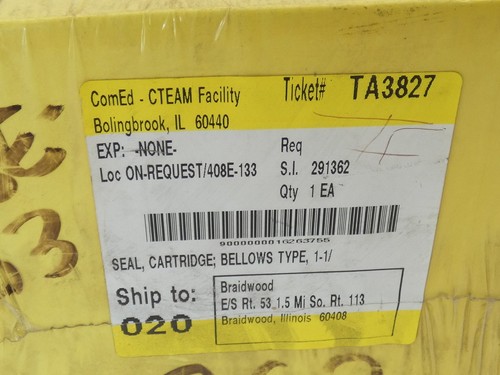 ComEd - CTEAM Facility Ticket# TA3827
Bolingbrook, IL 60440
EXP: -NONE- Req
Loc ON-REQUEST/408E-133 S.I. 291362
Qty 1 EA
9000000016263755
SEAL, CARTRIDGE; BELLOWS TYPE, 1-1/
Ship to:
020
Braidwood
E/S Rt. 53 1.5 Mi So. Rt. 113
Braidwood, Illinois 60408